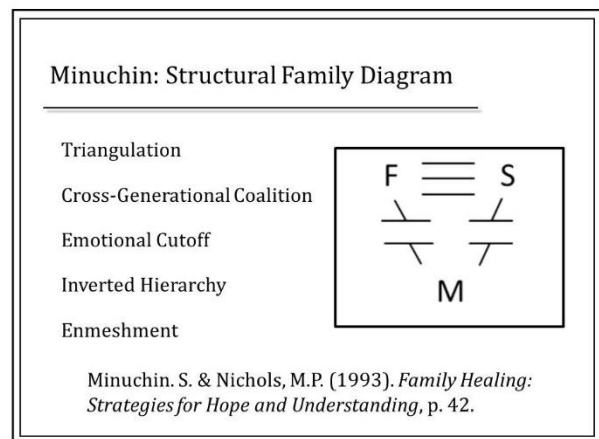 Minuchin: Structural Family Diagram
Triangulation
Cross-Generational Coalition
Emotional Cutoff
Inverted Hierarchy
Enmeshment
F S
M
Minuchin. S. & Nichols, M.P. (1993). Family Healing:
Strategies for Hope and Understanding, p. 42.